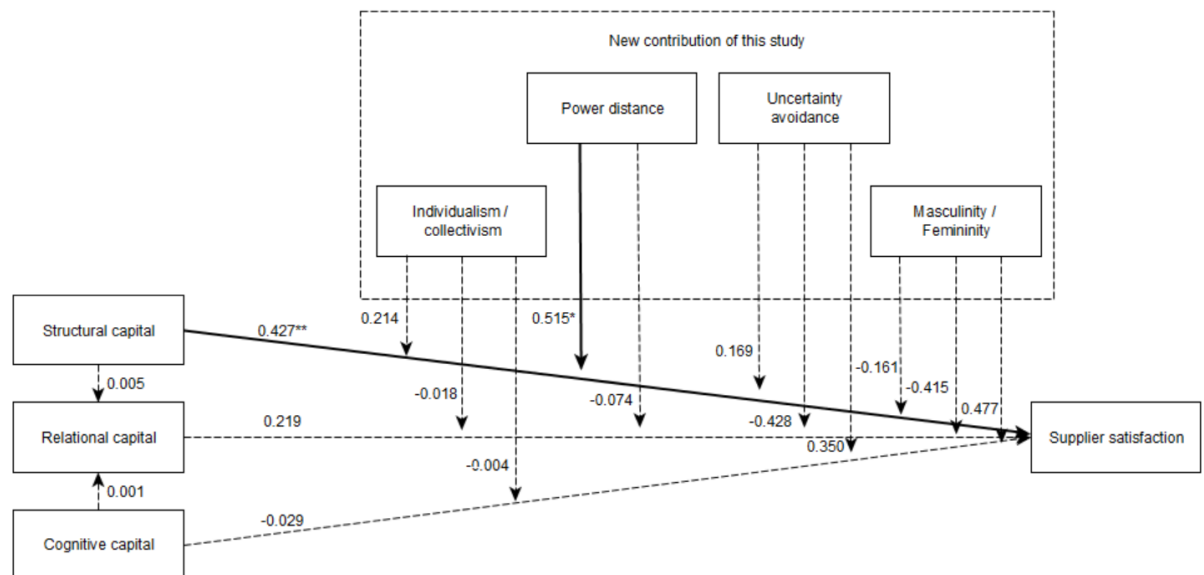 New contribution of this study
Power distance
Uncertainty
avoidance
Individualism /
collectivism
Masculinity /
Femininity
Structural capital
0.427**
0.214
0.515*
0.169
-0.161
0.005
-0.018
-0.074
-0.415
0.477
Relational capital
0.219
-0.428
Supplier satisfaction
0.350
-0.004
0.001
-0.029
Cognitive capital